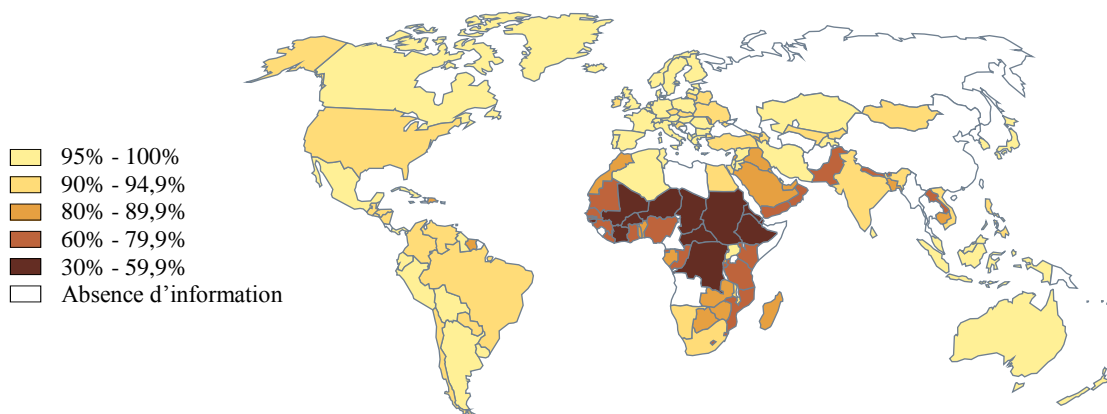 95% - 100%
90% - 94,9%
80% - 89,9%
60% - 79,9%
30% - 59,9%
Absence d’information